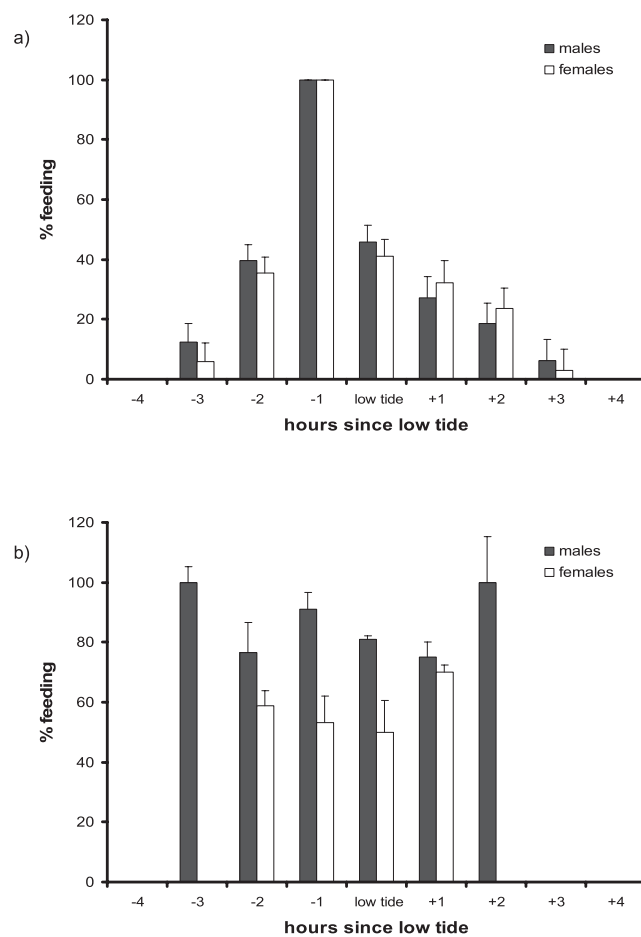 a)
120
100
80
60
40
20
0
% feeding
males
females
-4 -3 -2 -1 low tide +1 +2 +3 +4
hours since low tide
b)
120
100
80
60
40
20
0
% feeding
males
females
-4 -3 -2 -1 low tide +1 +2 +3 +4
hours since low tide